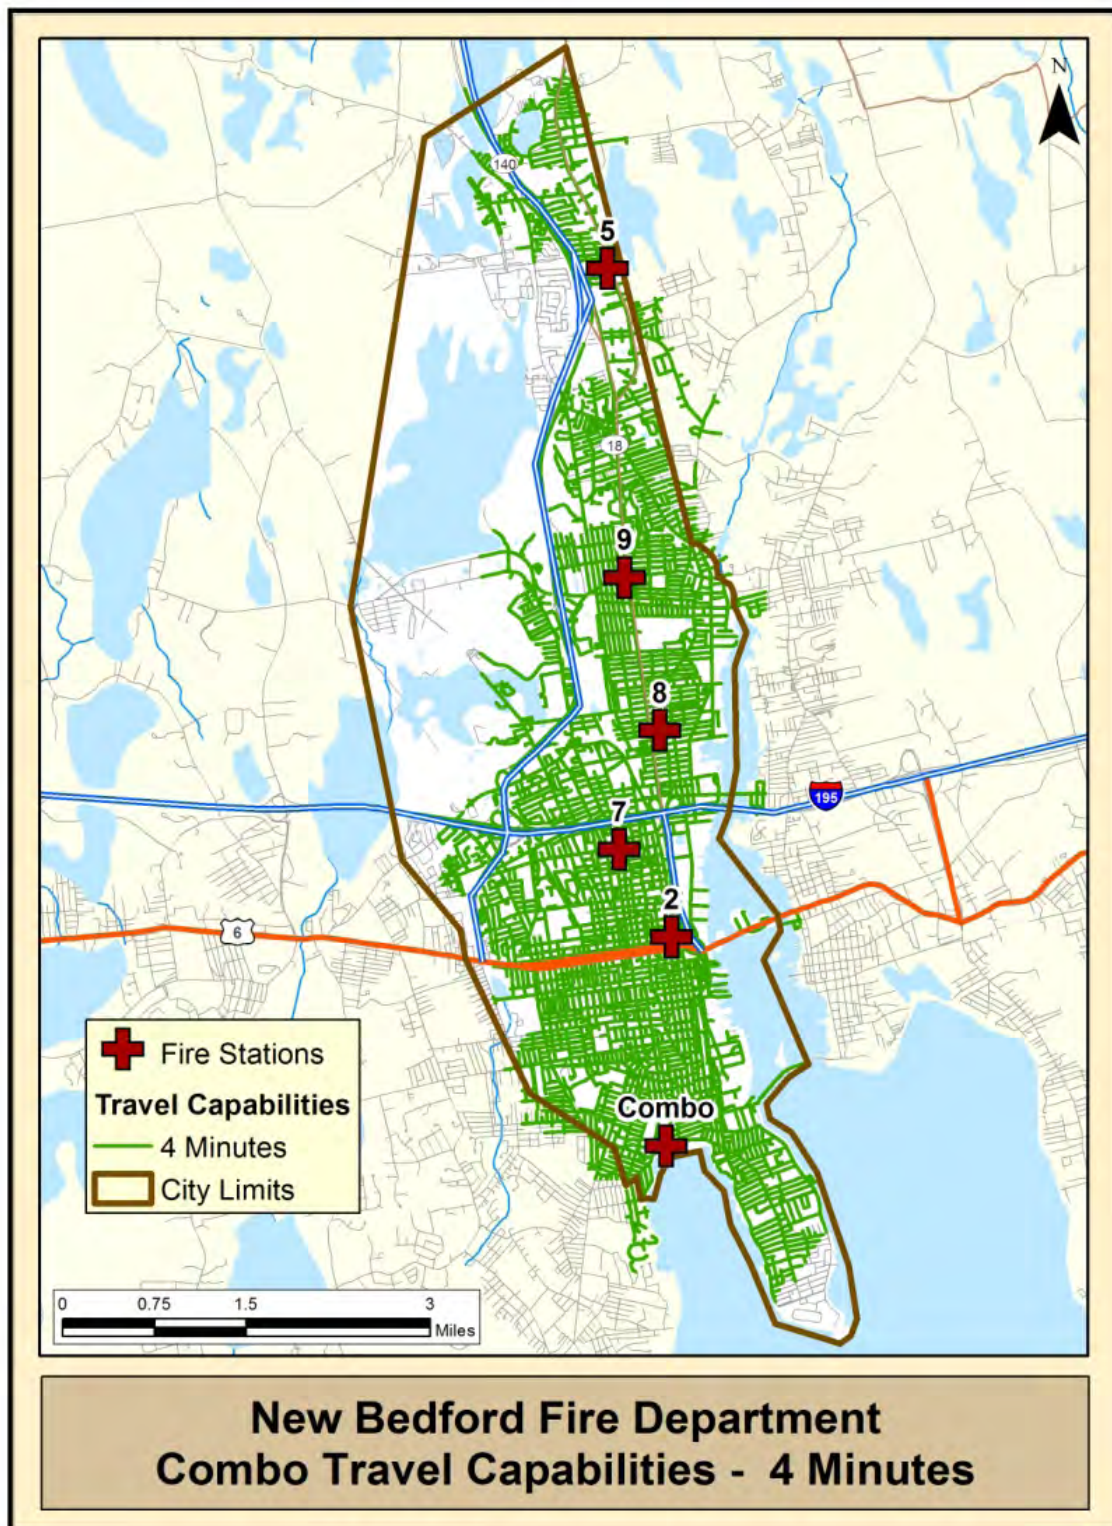 N
140
5
18
9
8
195
7
2
6
Combo
Fire Stations
Travel Capabilities
4 Minutes
City Limits
0 0.75 1.5 3
Miles
New Bedford Fire Department
Combo Travel Capabilities - 4 Minutes